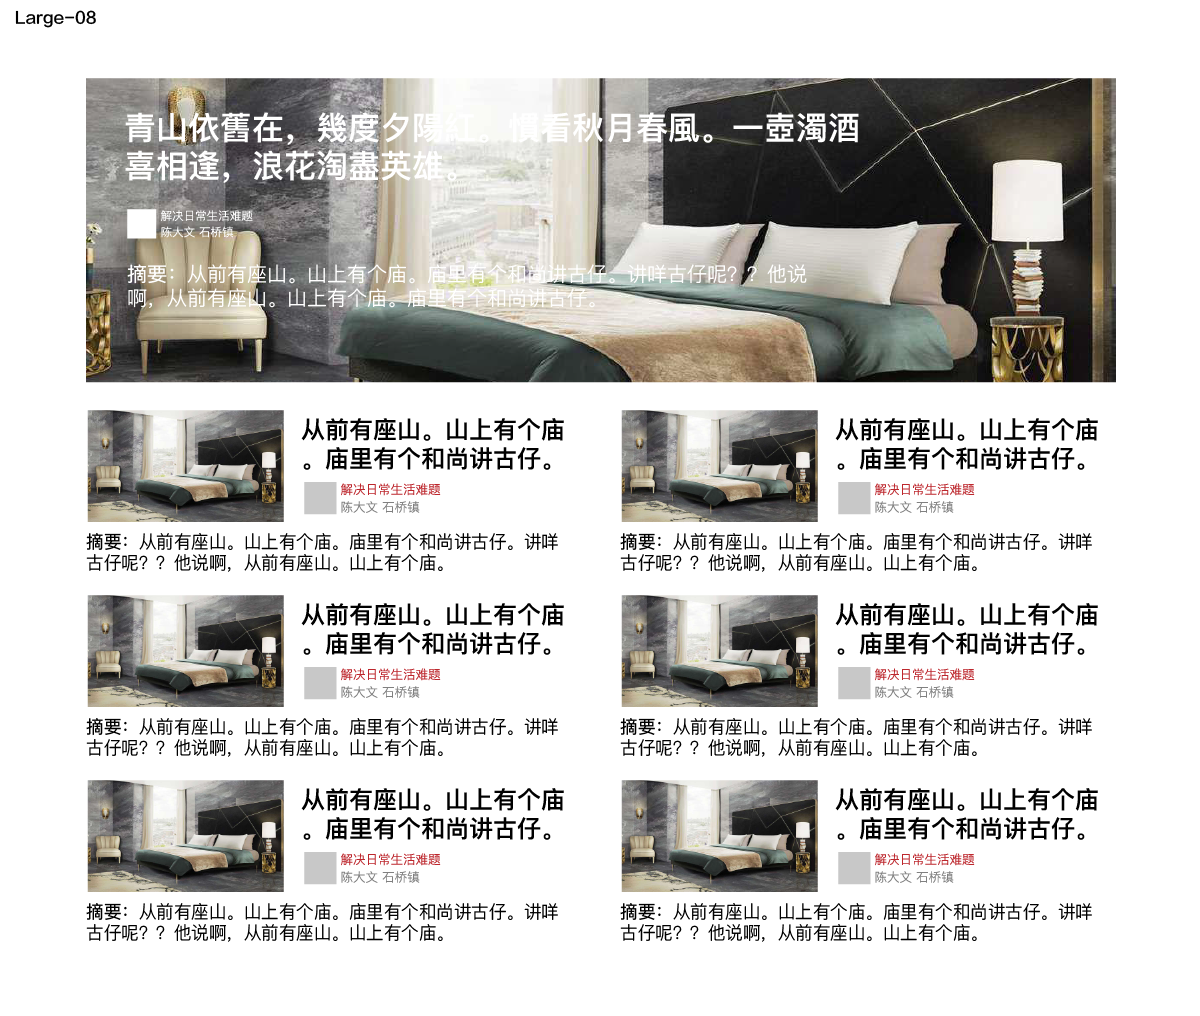 Large-08
青山依舊在，幾度夕陽紅。慣看秋月春風。一壺濁酒
喜相逢，浪花淘盡英雄。
解决日常生活难题
陈大文 石桥镇
摘要：从前有座山。山上有个庙。庙里有个和尚讲古仔。讲咩古仔呢？？他说
啊，从前有座山。山上有个庙。庙里有个和尚讲古仔。
从前有座山。山上有个庙
。庙里有个和尚讲古仔。
解决日常生活难题
陈大文 石桥镇
摘要：从前有座山。山上有个庙。庙里有个和尚讲古仔。讲咩
古仔呢？？他说啊，从前有座山。山上有个庙。
从前有座山。山上有个庙
。庙里有个和尚讲古仔。
解决日常生活难题
陈大文 石桥镇
摘要：从前有座山。山上有个庙。庙里有个和尚讲古仔。讲咩
古仔呢？？他说啊，从前有座山。山上有个庙。
从前有座山。山上有个庙
。庙里有个和尚讲古仔。
解决日常生活难题
陈大文 石桥镇
摘要：从前有座山。山上有个庙。庙里有个和尚讲古仔。讲咩
古仔呢？？他说啊，从前有座山。山上有个庙。
从前有座山。山上有个庙
。庙里有个和尚讲古仔。
解决日常生活难题
陈大文 石桥镇
摘要：从前有座山。山上有个庙。庙里有个和尚讲古仔。讲咩
古仔呢？？他说啊，从前有座山。山上有个庙。
从前有座山。山上有个庙
。庙里有个和尚讲古仔。
解决日常生活难题
陈大文 石桥镇
摘要：从前有座山。山上有个庙。庙里有个和尚讲古仔。讲咩
古仔呢？？他说啊，从前有座山。山上有个庙。
从前有座山。山上有个庙
。庙里有个和尚讲古仔。
解决日常生活难题
陈大文 石桥镇
摘要：从前有座山。山上有个庙。庙里有个和尚讲古仔。讲咩
古仔呢？？他说啊，从前有座山。山上有个庙。